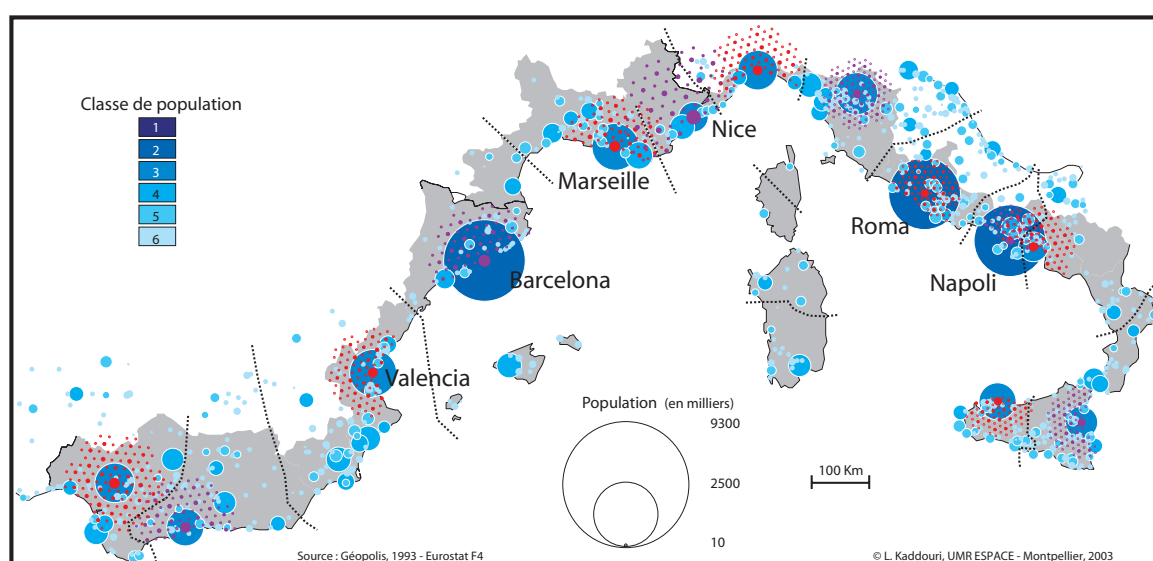 Classe de population
1
2
3
4
5
6
Nice
Marseille
Roma
Barcelona
Napoli
Valencia
Population (en milliers)
9300
2500
10
100 Km
Source : Géopolis, 1993 - Eurostat F4
© L. Kaddouri, UMR ESPACE - Montpellier, 2003